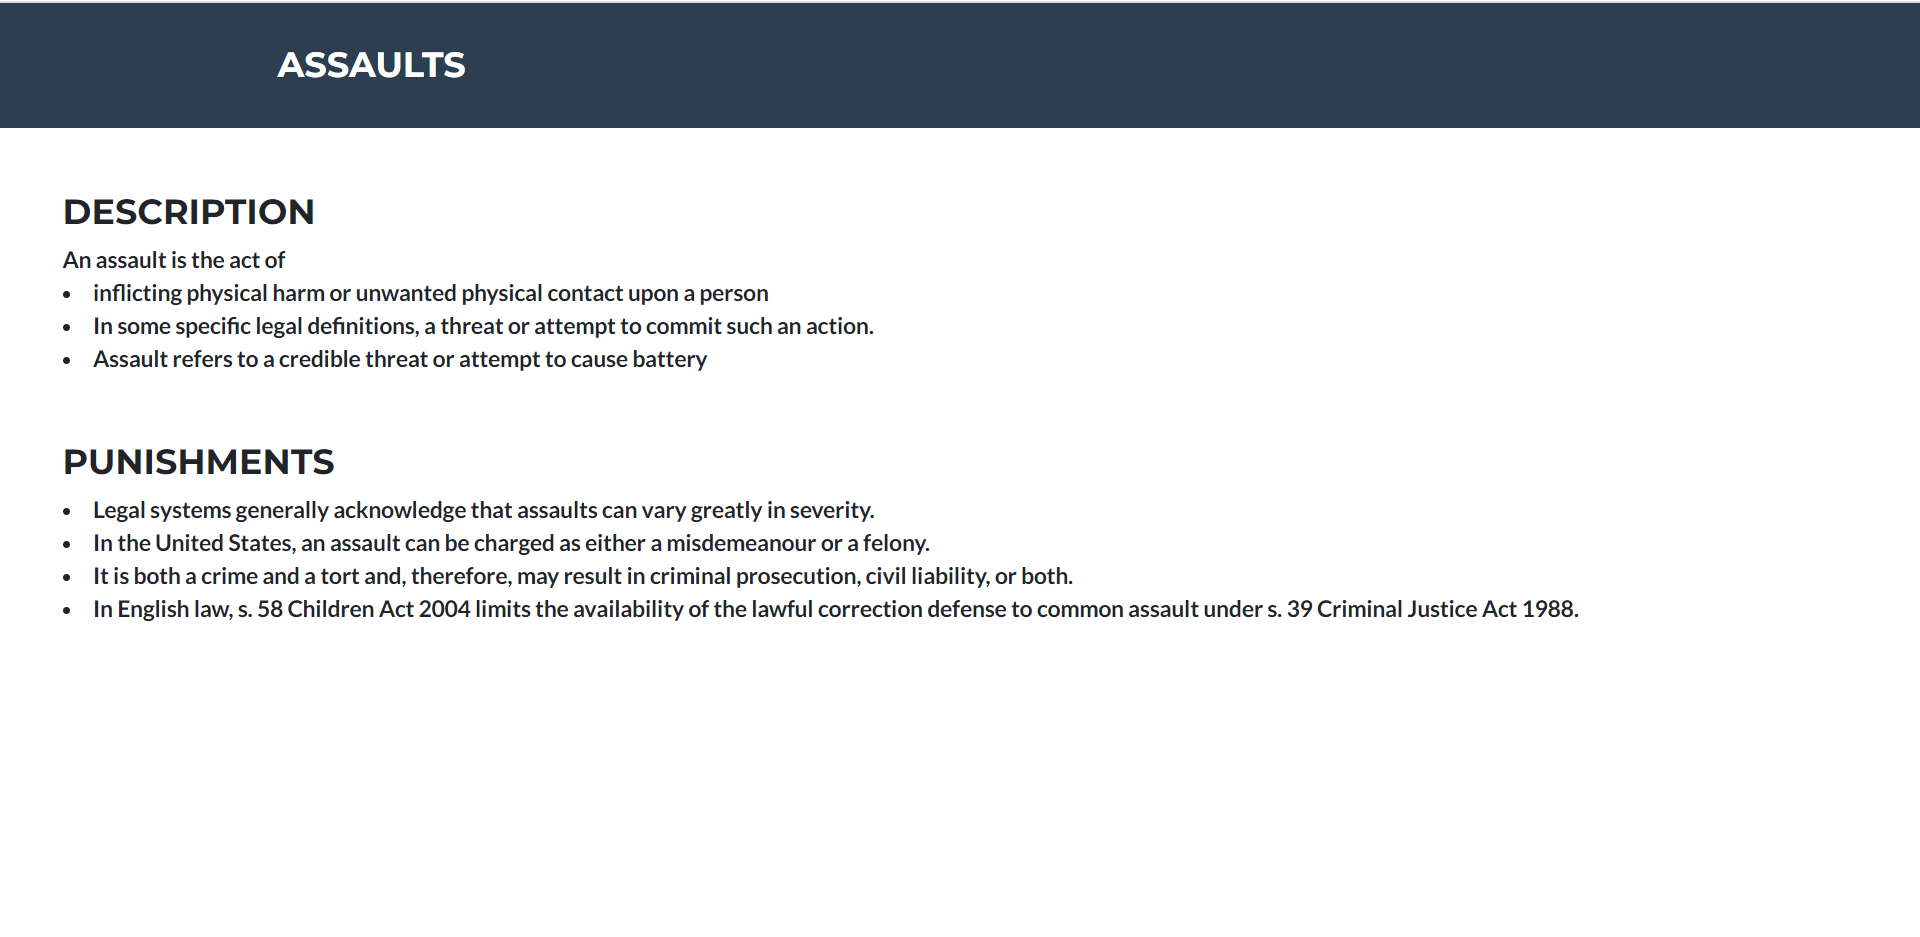 ASSAULTS
DESCRIPTION
An assault is the act of
• inflicting physical harm or unwanted physical contact upon a person
• In some specific legal definitions, a threat or attempt to commit such an action.
• Assault refers to a credible threat or attempt to cause battery
PUNISHMENTS
• Legal systems generally acknowledge that assaults can vary greatly in severity.
• In the United States, an assault can be charged as either a misdemeanour or a felony.
• It is both a crime and a tort and, therefore, may result in criminal prosecution, civil liability, or both.
• In English law, s. 58 Children Act 2004 limits the availability of the lawful correction defense to common assault under s. 39 Criminal Justice Act 1988.